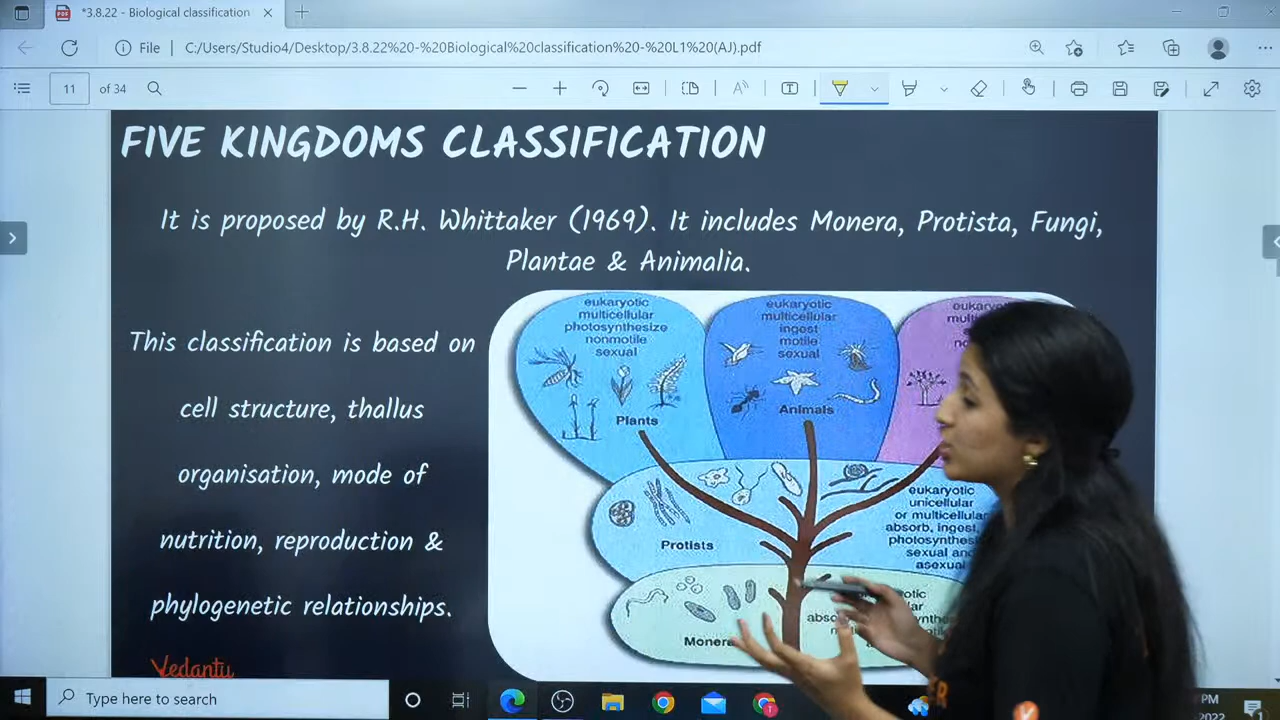 *3.8.22 - Biological classification
File
C:/Users/Studio4/Desktop/3.8.22%20-%20Biological%20classification%20-%20L1%20(AJ).pdf
11 of 34
FIVE KINGDOMS CLASSIFICATION
It is proposed by R.H. Whittaker (1969). It includes Monera, Protista, Fungi,
Plantae & Animalia.
This classification is based on
cell structure, thallus
organisation, mode of
nutrition, reproduction &
phylogenetic relationships.
eukaryotic
multicellular
photosynthesize
nonmotile
sexual
Plants
eukaryotic
multicellular
ingest
motile
sexual
Animals
Protists
eukaryotic
unicellular
or multicellular
absorb, ingest,
sexual and
asexual
Vedantu
Type here to search
PM
2022